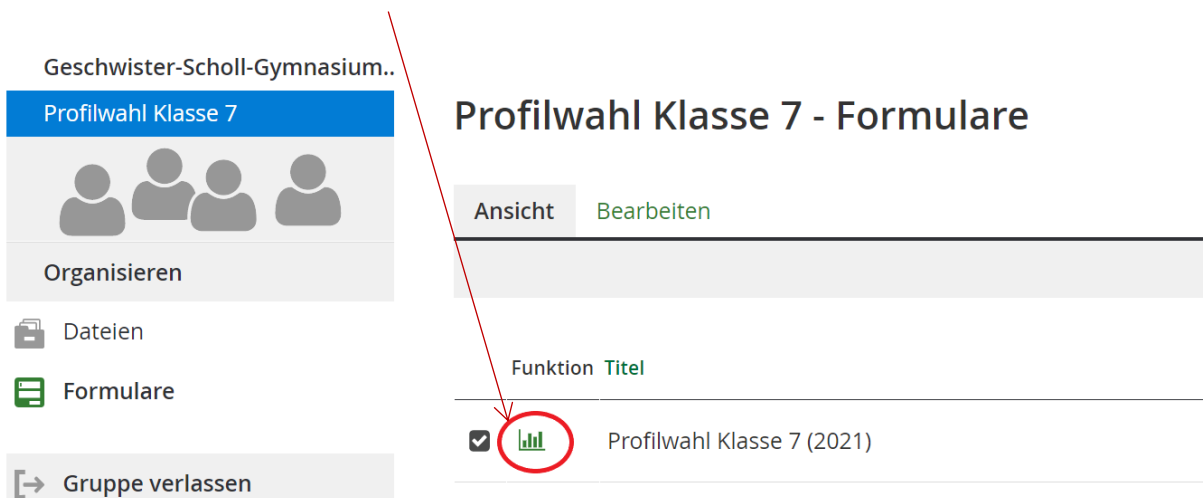 Geschwister-Scholl-Gymnasium..
Profilwahl Klasse 7
Organisieren
Dateien
Formulare
Gruppe verlassen
Profilwahl Klasse 7 - Formulare
Ansicht Bearbeiten
Funktion Titel
Profilwahl Klasse 7 (2021)